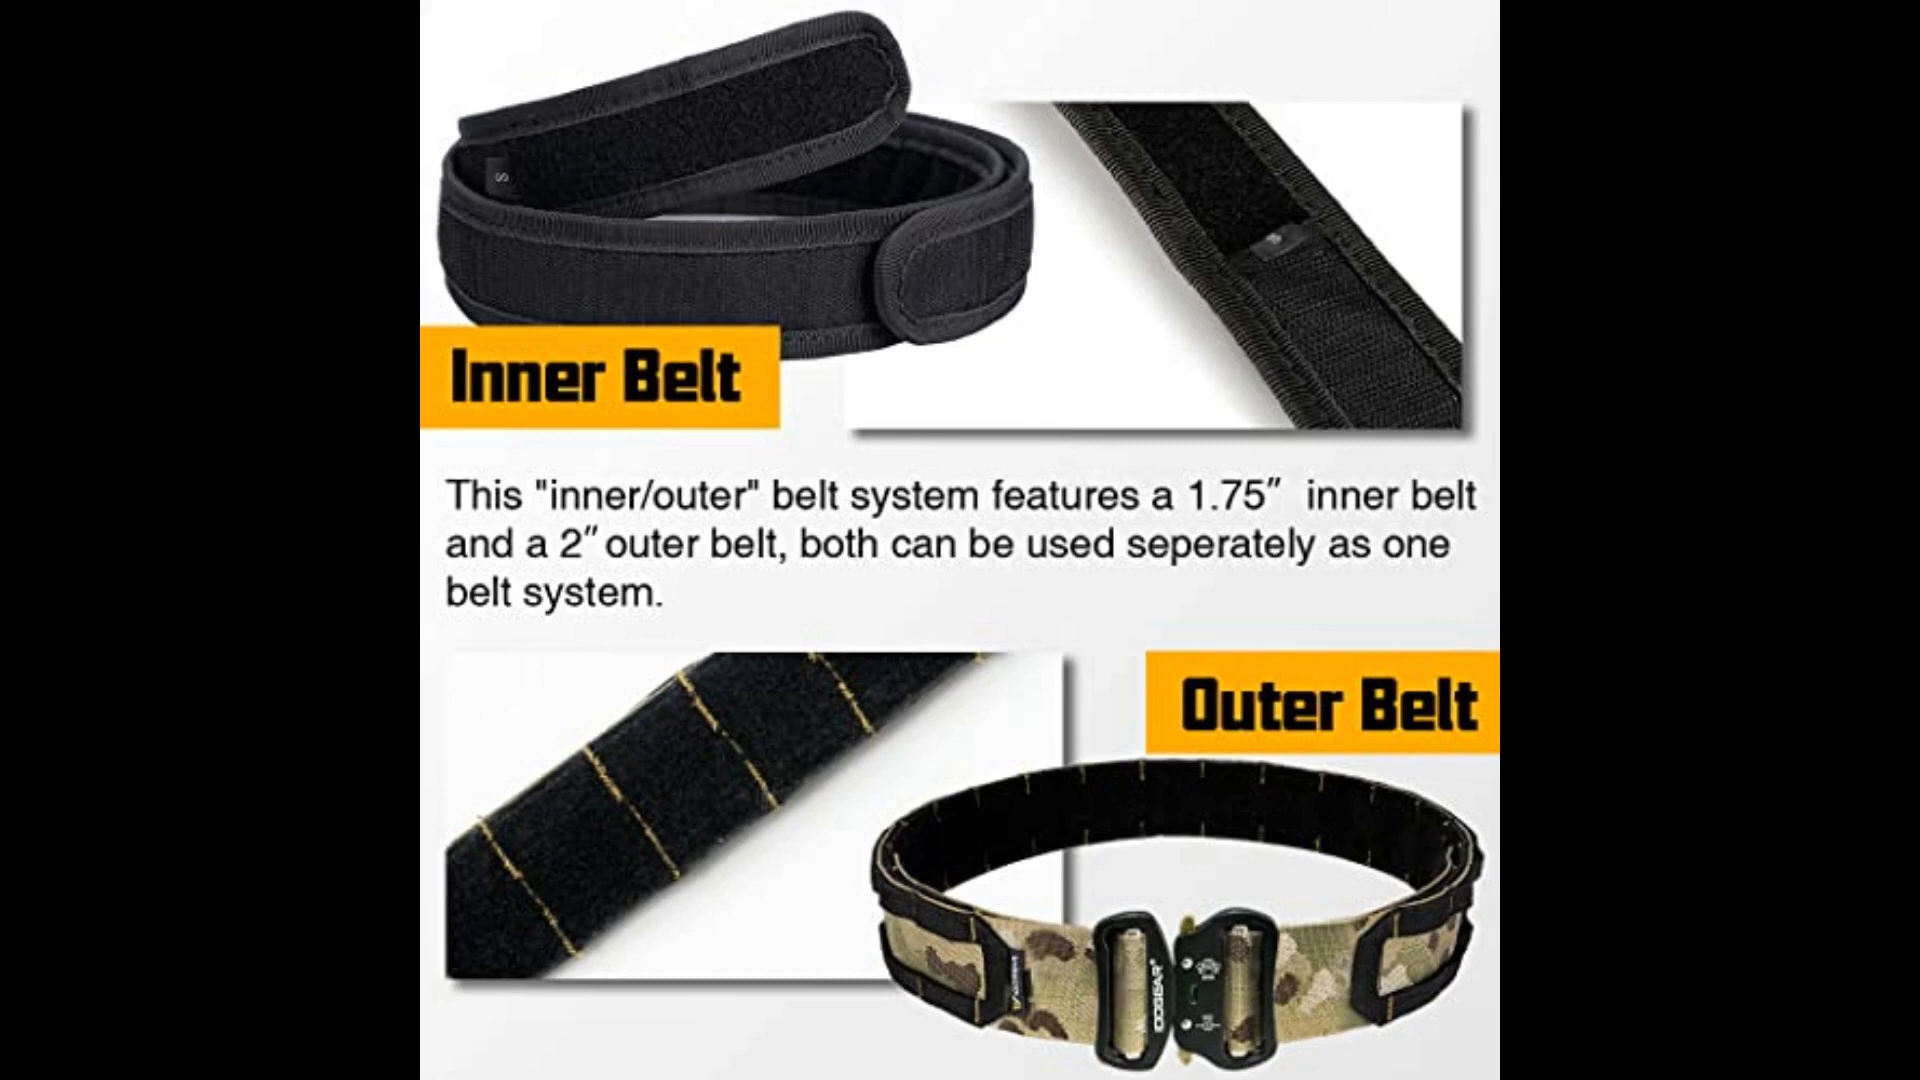 S
S
Inner Belt
This "inner/outer" belt system features a 1.75″ inner belt
and a 2″ outer belt, both can be used seperately as one
belt system.
Outer Belt
IDOGEAR